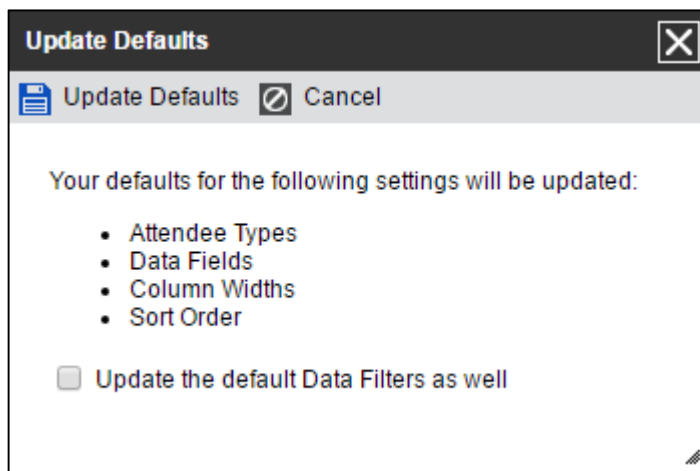 Update Defaults
Update Defaults Cancel
Your defaults for the following settings will be updated:
• Attendee Types
• Data Fields
• Column Widths
• Sort Order
Update the default Data Filters as well